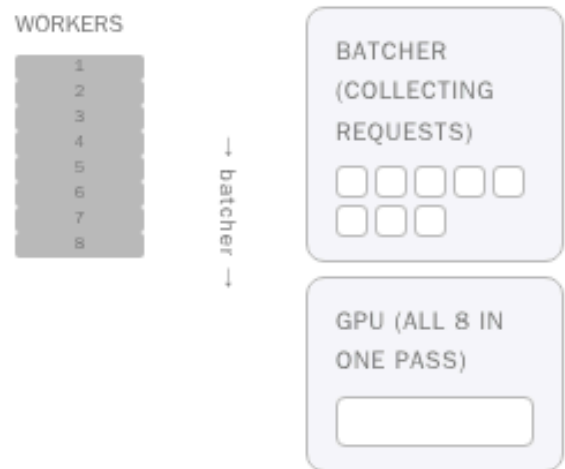 WORKERS
1
2
3
4
5
6
7
8
→ batcher →
BATCHER
(COLLECTING
REQUESTS)
GPU (ALL 8 IN
ONE PASS)